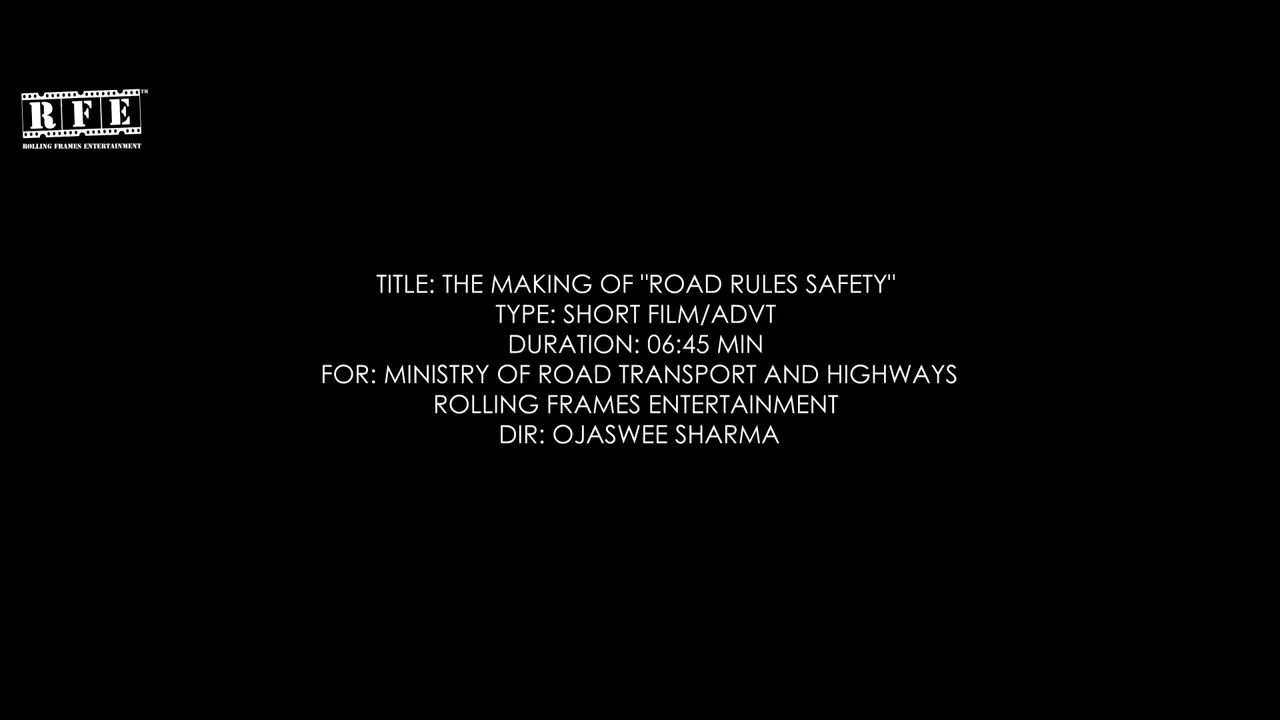 RFE™
ROLLING FRAMES ENTERTAINMENT
TITLE: THE MAKING OF "ROAD RULES SAFETY"
TYPE: SHORT FILM/ADVT
DURATION: 06:45 MIN
FOR: MINISTRY OF ROAD TRANSPORT AND HIGHWAYS
ROLLING FRAMES ENTERTAINMENT
DIR: OJASWEE SHARMA